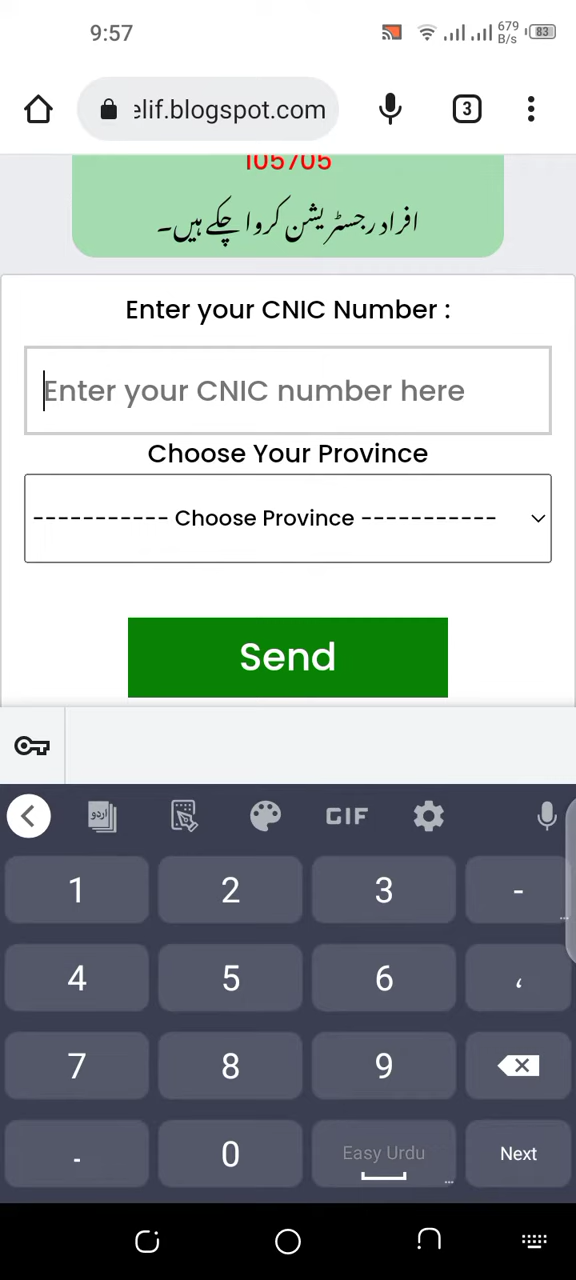 9:57
679
B/s
83
elif.blogspot.com
3
105705
افراد رجسٹریشن کروا چکے ہیں۔
Enter your CNIC Number :
Enter your CNIC number here
Choose Your Province
----------- Choose Province -----------
Send
اردو GIF
1 2 3 -
4 5 6 ،
7 8 9
. 0 Easy Urdu Next